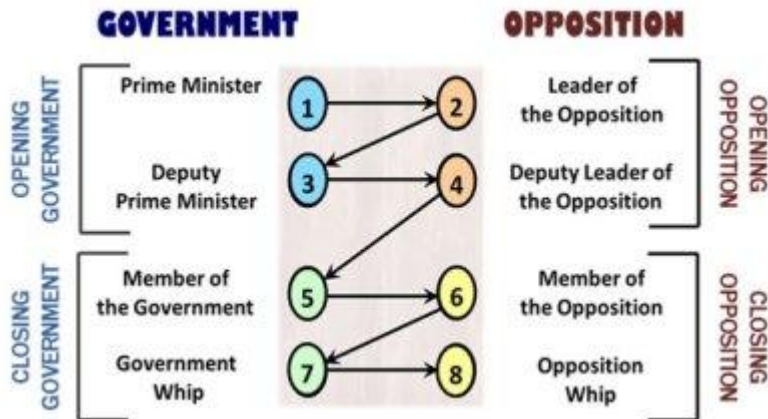 GOVERNMENT
OPPOSITION
OPENING
GOVERNMENT
Prime Minister
1
2
Leader of
the Opposition
Deputy
Prime Minister
3
4
Deputy Leader of
the Opposition
OPENING
OPPOSITION
CLOSING
GOVERNMENT
Member of
the Government
5
6
Member of
the Opposition
Government
Whip
7
8
Opposition
Whip
CLOSING
OPPOSITION